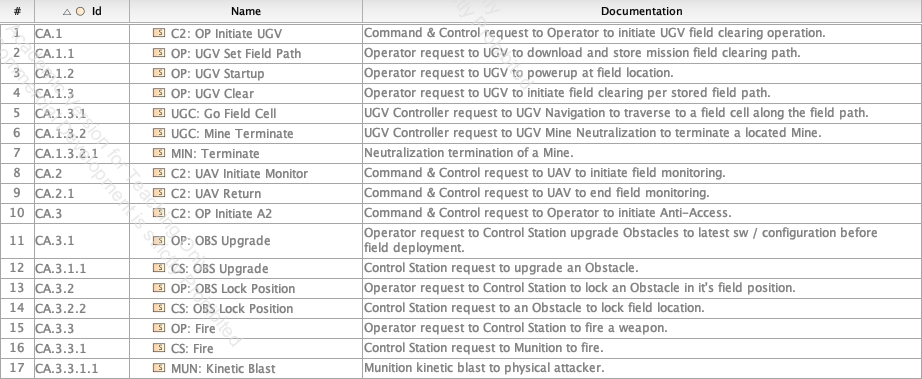 # Id Name Documentation
1 CA.1 C2: OP Initiate UGV Command & Control request to Operator to initiate UGV field clearing operation.
2 CA.1.1 OP: UGV Set Field Path Operator request to UGV to download and store mission field clearing path.
3 CA.1.2 OP: UGV Startup Operator request to UGV to powerup at field location.
4 CA.1.3 OP: UGV Clear Operator request to UGV to initiate field clearing per stored field path.
5 CA.1.3.1 UGC: Go Field Cell UGV Controller request to UGV Navigation to traverse to a field cell along the field path.
6 CA.1.3.2 UGC: Mine Terminate UGV Controller request to UGV Mine Neutralization to terminate a located Mine.
7 CA.1.3.2.1 MIN: Terminate Neutralization termination of a Mine.
8 CA.2 C2: UAV Initiate Monitor Command & Control request to UAV to initiate field monitoring.
9 CA.2.1 C2: UAV Return Command & Control request to UAV to end field monitoring.
10 CA.3 C2: OP Initiate A2 Command & Control request to Operator to initiate Anti-Access.
11 CA.3.1 OP: OBS Upgrade Operator request to Control Station upgrade Obstacles to latest sw / configuration before
field deployment.
12 CA.3.1.1 CS: OBS Upgrade Control Station request to upgrade an Obstacle.
13 CA.3.2 OP: OBS Lock Position Operator request to Control Station to lock an Obstacle in it's field position.
14 CA.3.2.2 CS: OBS Lock Position Control Station request to an Obstacle to lock field location.
15 CA.3.3 OP: Fire Operator request to Control Station to fire a weapon.
16 CA.3.3.1 CS: Fire Control Station request to Munition to fire.
17 CA.3.3.1.1 MUN: Kinetic Blast Munition kinetic blast to physical attacker.